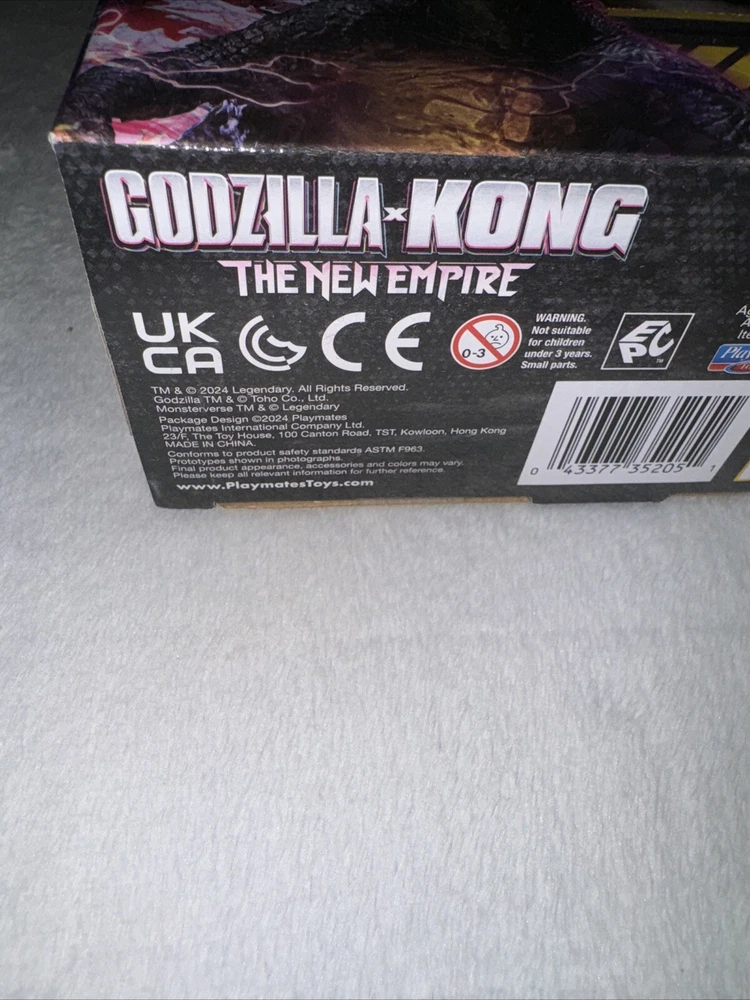 GODZILLA x KONG
THE NEW EMPIRE
UK
CA
CE
0-3
WARNING.
Not suitable
for children
under 3 years.
Small parts.
EPC
TM
TM & © 2024 Legendary. All Rights Reserved.
Godzilla TM & © Toho Co., Ltd.
Monsterverse TM & © Legendary
Package Design ©2024 Playmates
Playmates International Company Ltd.
23/F, The Toy House, 100 Canton Road, TST, Kowloon, Hong Kong
MADE IN CHINA.
Conforms to product safety standards ASTM F963.
Prototypes shown in photographs.
Final product appearance, accessories and colors may vary.
Please keep all relevant information for further reference.
www.PlaymatesToys.com
0 43377 35205 1